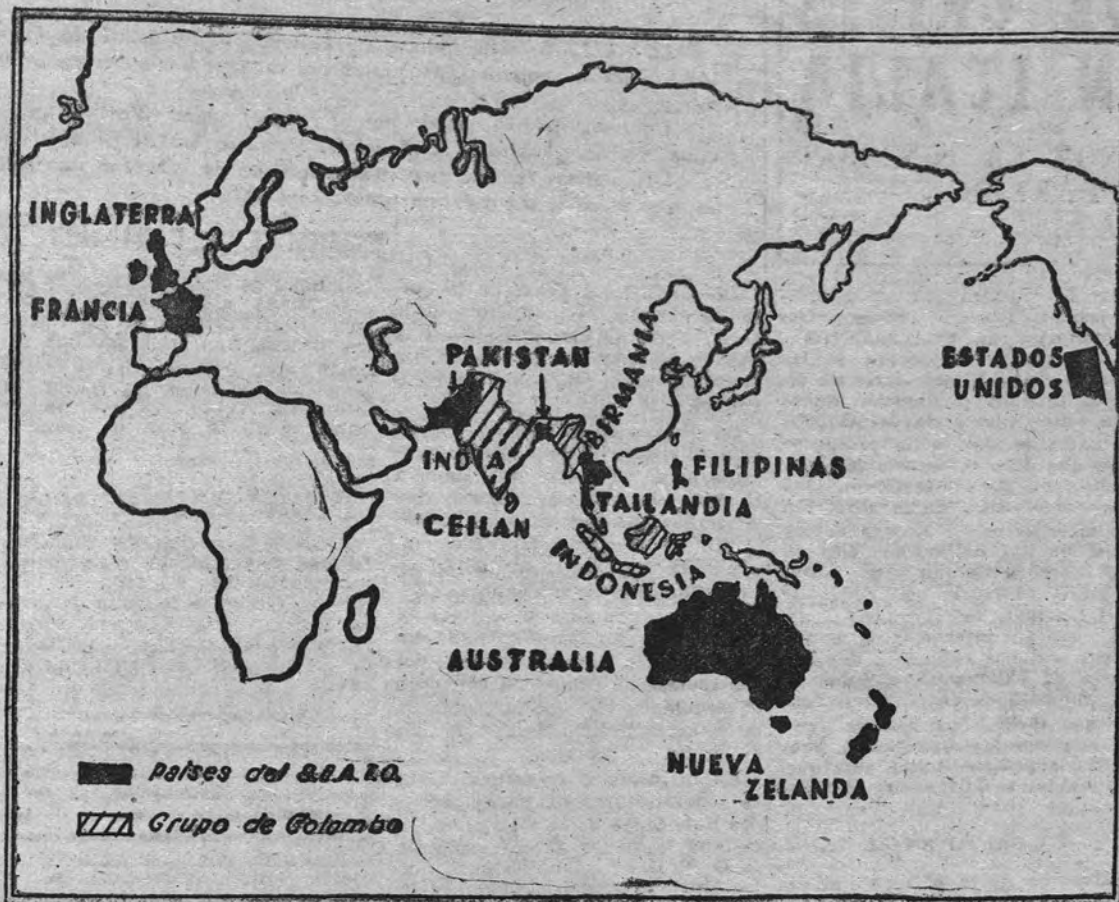 INGLATERRA
FRANCIA
PAKISTAN
BIRMANIA
ESTADOS
UNIDOS
INDIA
FILIPINAS
CEILAN
TAILANDIA
INDONESIA
AUSTRALIA
NUEVA
ZELANDA
Países del S.E.A.T.O.
Grupo de Colombo